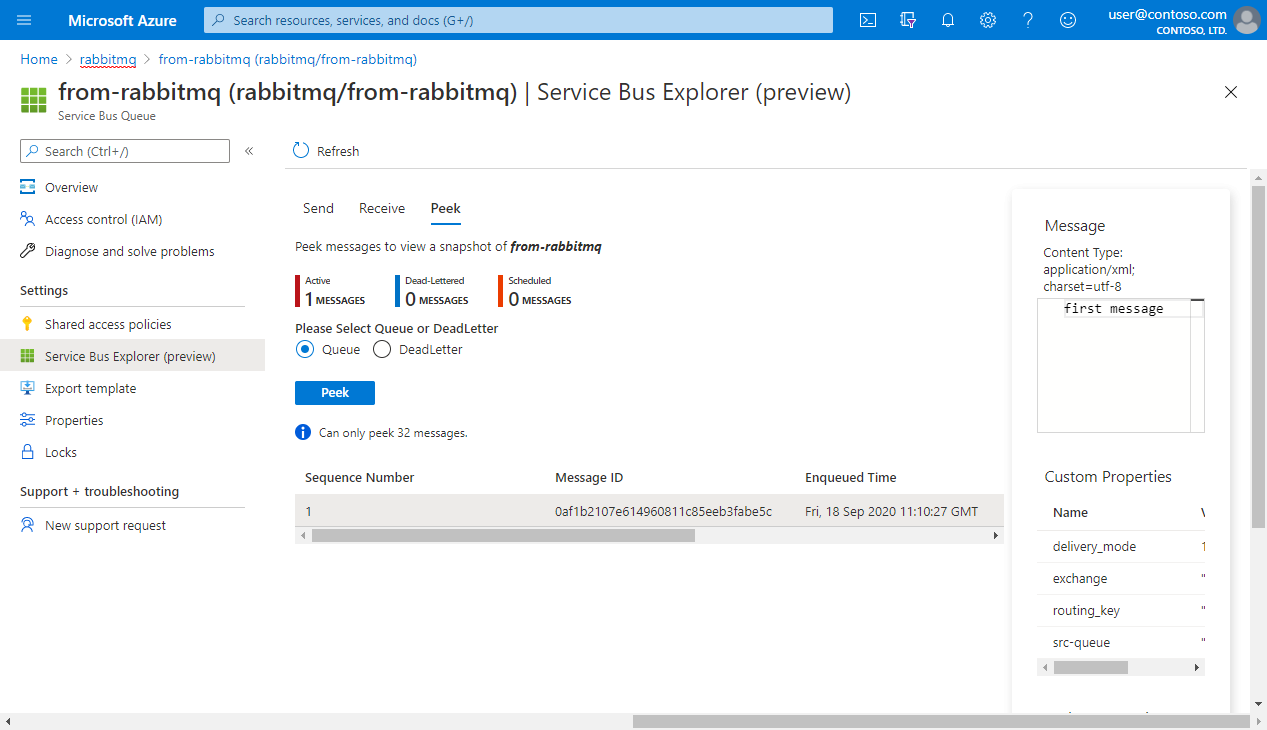 Microsoft Azure
Search resources, services, and docs (G+/)
user@contoso.com
CONTOSO, LTD.
Home > rabbitmq > from-rabbitmq (rabbitmq/from-rabbitmq)
from-rabbitmq (rabbitmq/from-rabbitmq) | Service Bus Explorer (preview)
Service Bus Queue
Search (Ctrl+/)
«
Overview
Access control (IAM)
Diagnose and solve problems
Settings
Shared access policies
Service Bus Explorer (preview)
Export template
Properties
Locks
Support + troubleshooting
New support request
Refresh
Send Receive Peek
Peek messages to view a snapshot of from-rabbitmq
Active Dead-Lettered Scheduled
1 MESSAGES 0 MESSAGES 0 MESSAGES
Please Select Queue or DeadLetter
Queue DeadLetter
Peek
Can only peek 32 messages.
Sequence Number Message ID Enqueued Time
1 0af1b2107e614960811c85eeb3fabe5c Fri, 18 Sep 2020 11:10:27 GMT
Message
Content Type:
application/xml;
charset=utf-8
first message
Custom Properties
Name
delivery_mode 1
exchange "
routing_key "
src-queue "